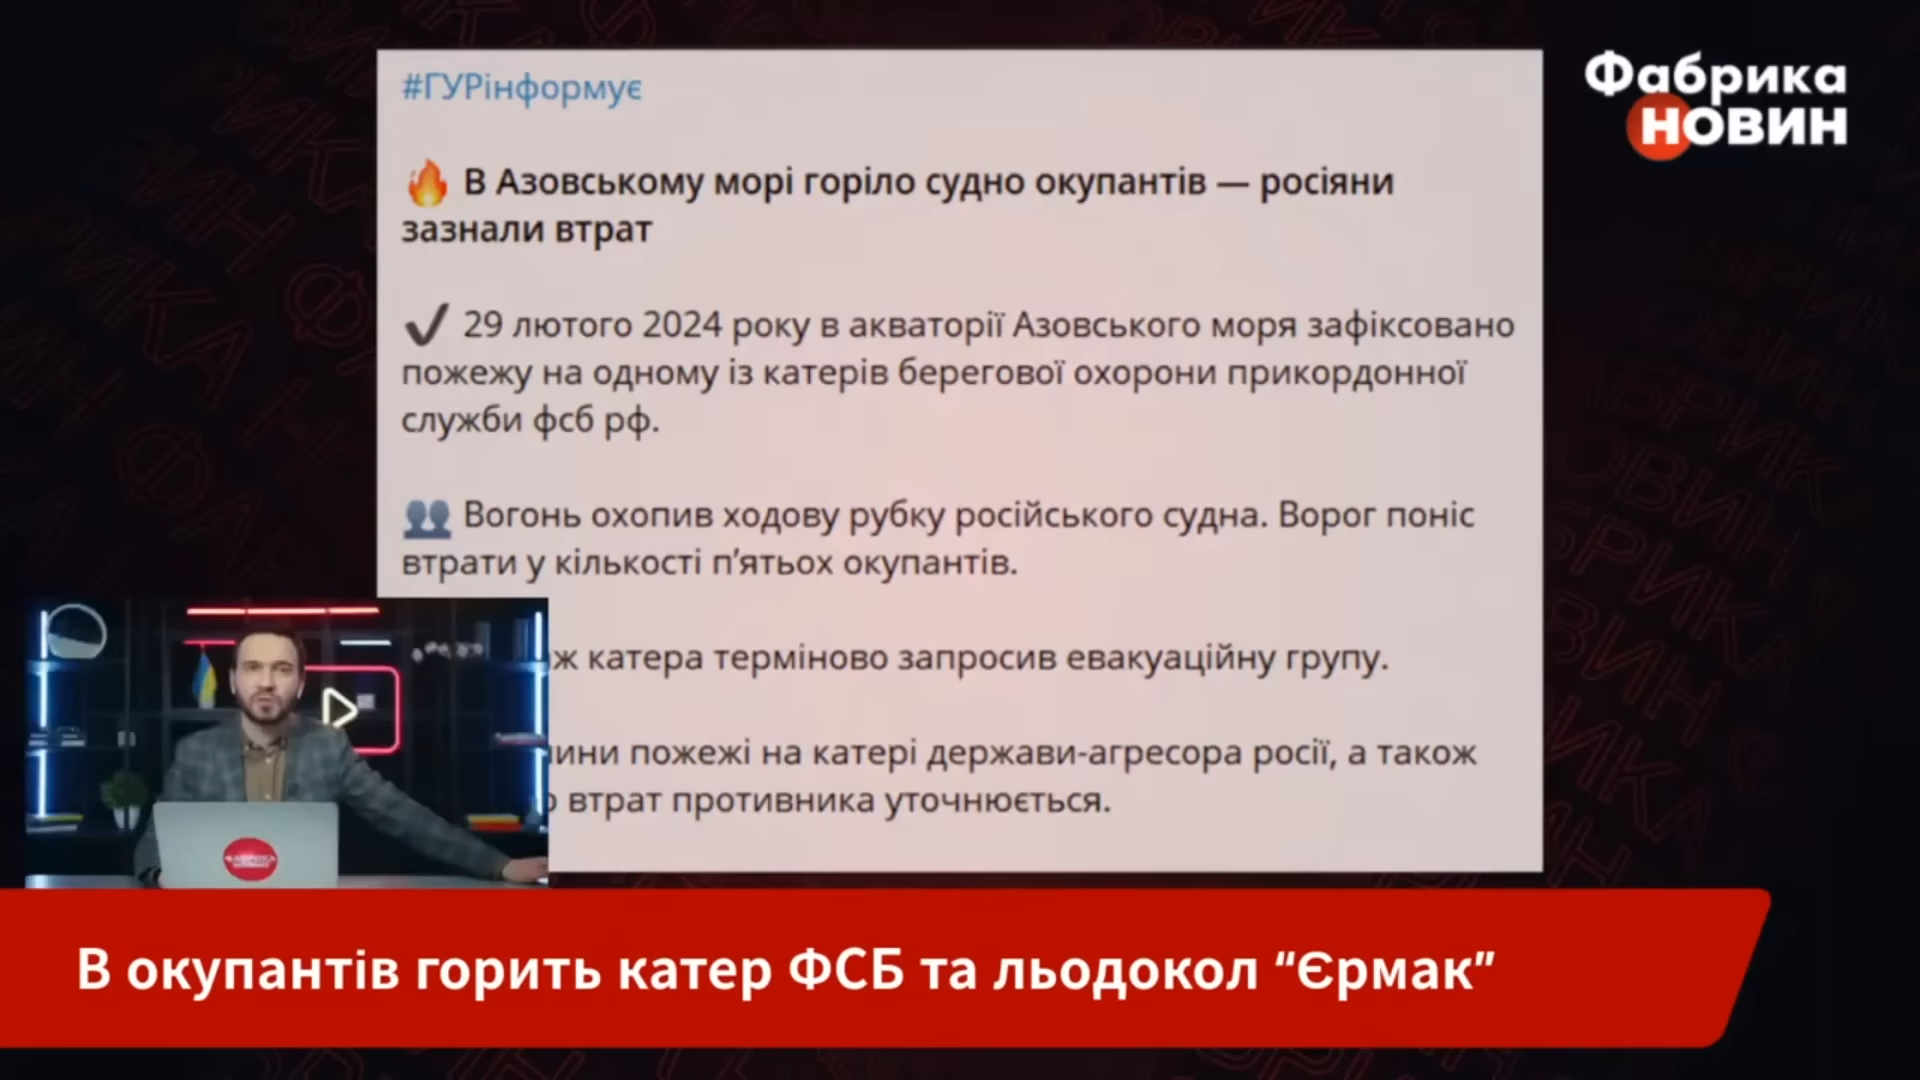 #ГУРінформує
Фабрика
новин
В Азовському морі горіло судно окупантів — росіяни
зазнали втрат
29 лютого 2024 року в акваторії Азовського моря зафіксовано
пожежу на одному із катерів берегової охорони прикордонної
служби фсб рф.
Вогонь охопив ходову рубку російського судна. Ворог поніс
втрати у кількості п’ятьох окупантів.
катера терміново запросив евакуаційну групу.
пожежі на катері держави-агресора росії, а також
втрат противника уточнюється.
В окупантів горить катер ФСБ та льодокол “Єрмак”